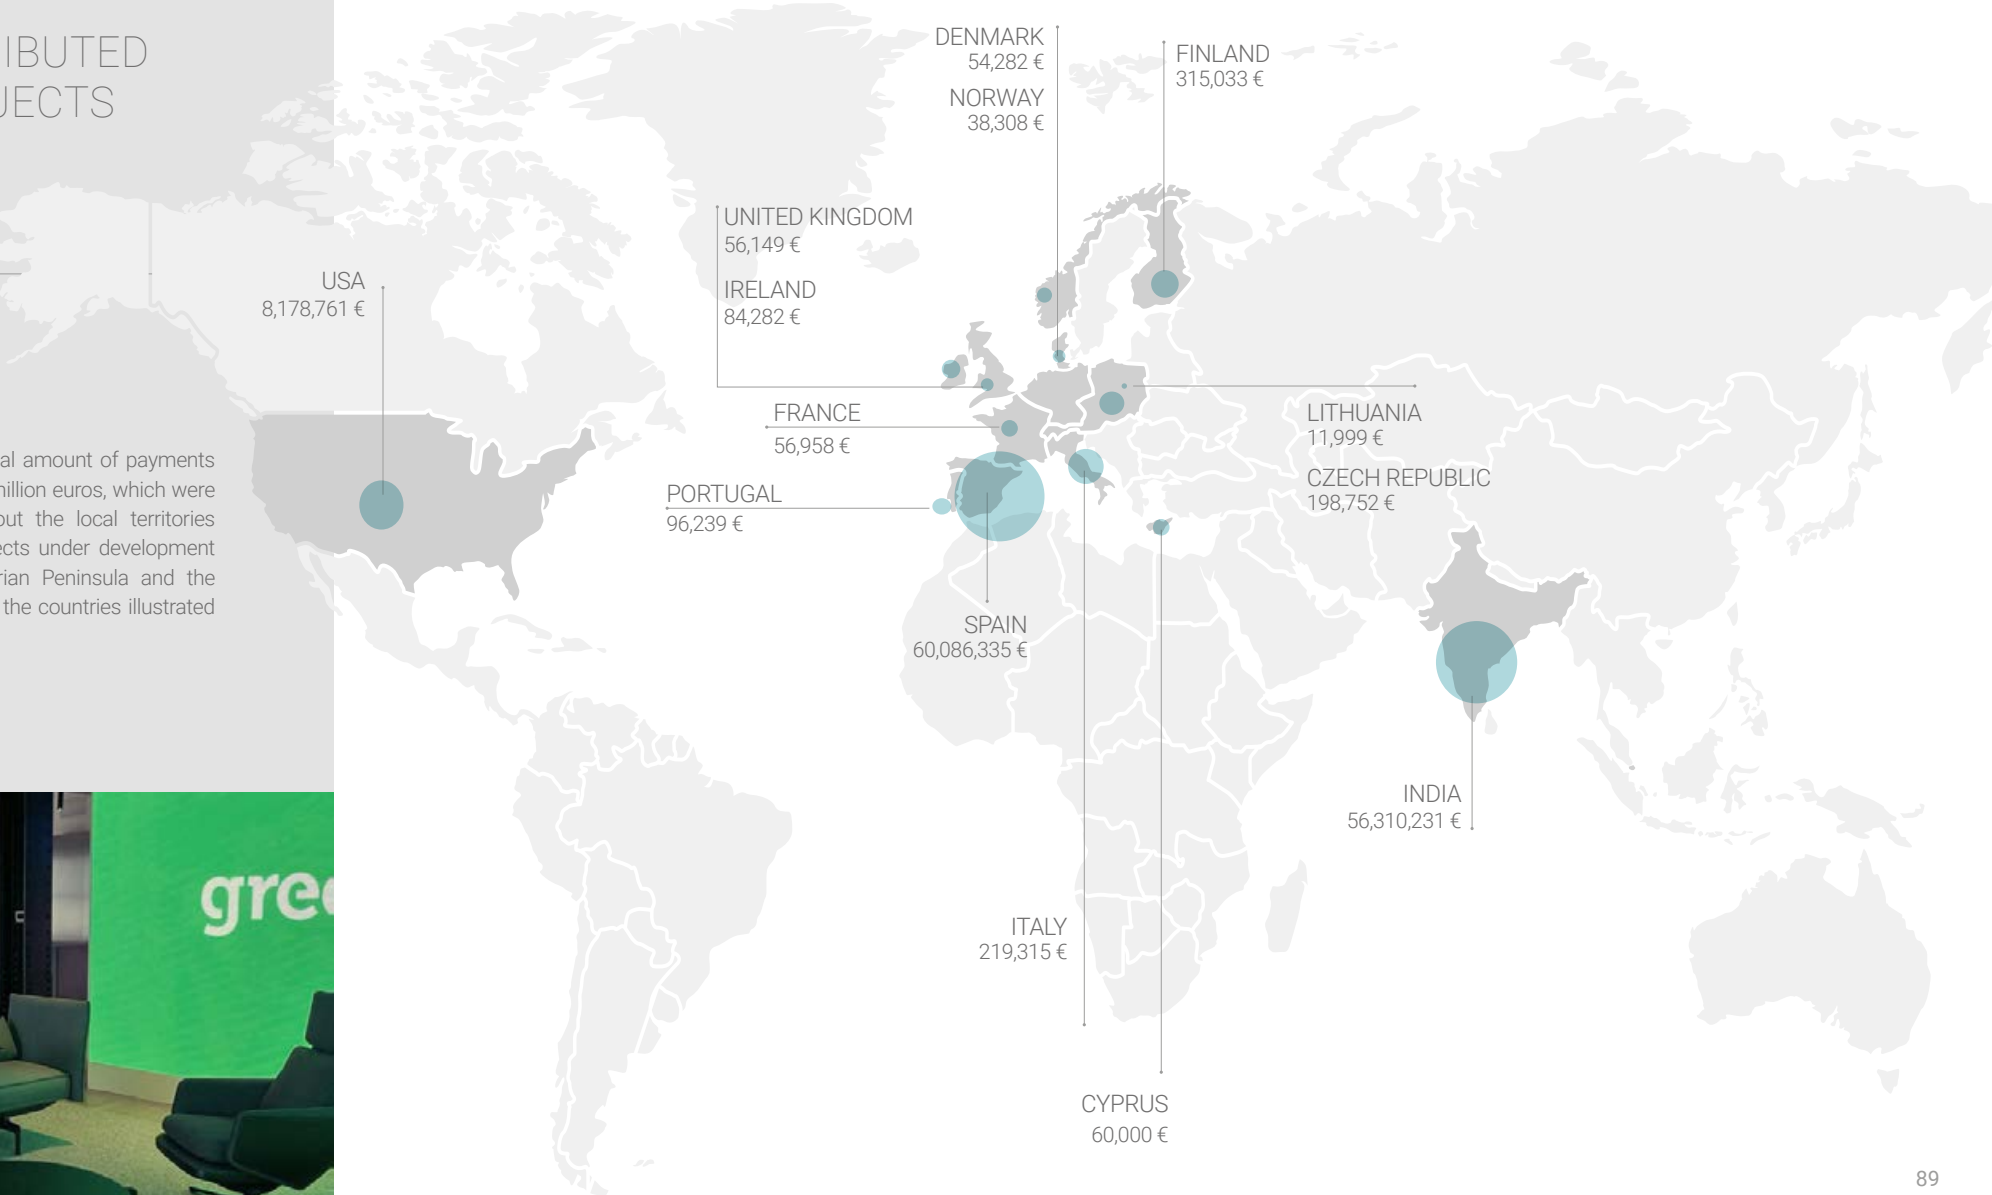 IBUTED
JECTS
al amount of payments
illion euros, which were
out the local territories
ects under development
rian Peninsula and the
the countries illustrated
DENMARK
54,282 €
NORWAY
38,308 €
FINLAND
315,033 €
UNITED KINGDOM
56,149 €
IRELAND
84,282 €
USA
8,178,761 €
FRANCE
56,958 €
LITHUANIA
11,999 €
CZECH REPUBLIC
198,752 €
PORTUGAL
96,239 €
SPAIN
60,086,335 €
INDIA
56,310,231 €
ITALY
219,315 €
CYPRUS
60,000 €
gree
89